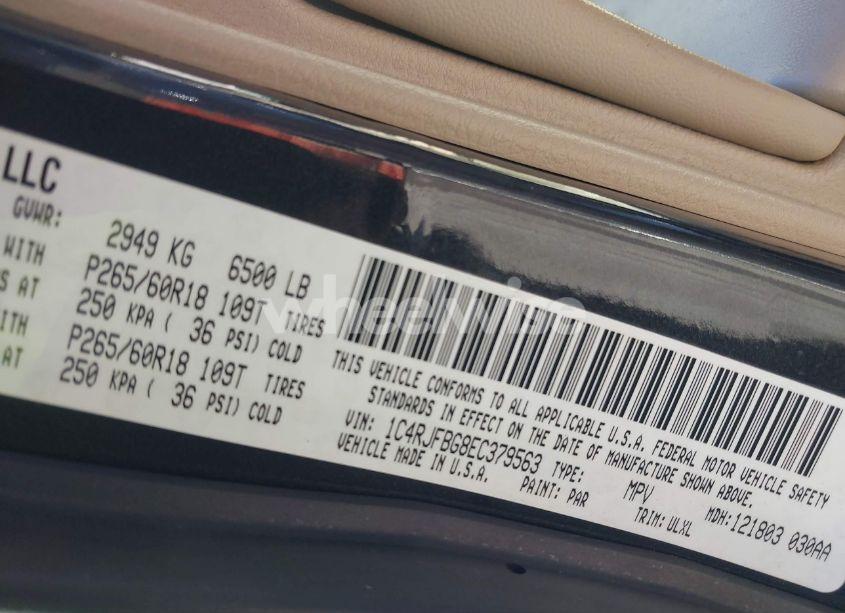 LLC
GVWR: 2949 KG 6500 LB
WITH P265/60R18 109T TIRES
S AT 250 KPA ( 36 PSI) COLD
ITH P265/60R18 109T TIRES
AT 250 KPA ( 36 PSI) COLD
THIS VEHICLE CONFORMS TO ALL APPLICABLE U.S.A. FEDERAL MOTOR VEHICLE SAFETY
STANDARDS IN EFFECT ON THE DATE OF MANUFACTURE SHOWN ABOVE.
VIN: 1C4RJFBG8EC379563 TYPE: MPV MDH:121803 030AA
VEHICLE MADE IN U.S.A. PAINT: PAR TRIM: ULXL
wheelwise